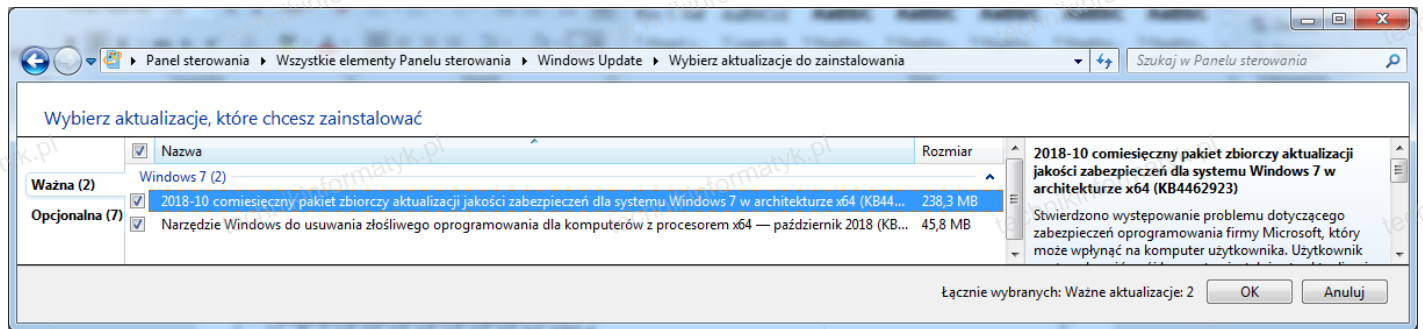 Panel sterowania ▸ Wszystkie elementy Panelu sterowania ▸ Windows Update ▸ Wybierz aktualizacje do zainstalowania
Szukaj w Panelu sterowania
Wybierz aktualizacje, które chcesz zainstalować
Nazwa
Rozmiar
Ważna (2)
Opcjonalna (7)
Windows 7 (2)
2018-10 comiesięczny pakiet zbiorczy aktualizacji jakości zabezpieczeń dla systemu Windows 7 w architekturze x64 (KB44... 238,3 MB
Narzędzie Windows do usuwania złośliwego oprogramowania dla komputerów z procesorem x64 — październik 2018 (KB... 45,8 MB
2018-10 comiesięczny pakiet zbiorczy aktualizacji
jakości zabezpieczeń dla systemu Windows 7 w
architekturze x64 (KB4462923)
Stwierdzono występowanie problemu dotyczącego
zabezpieczeń oprogramowania firmy Microsoft, który
może wpłynąć na komputer użytkownika. Użytkownik
Łącznie wybranych: Ważne aktualizacje: 2
OK
Anuluj
technikinformatyk.pl